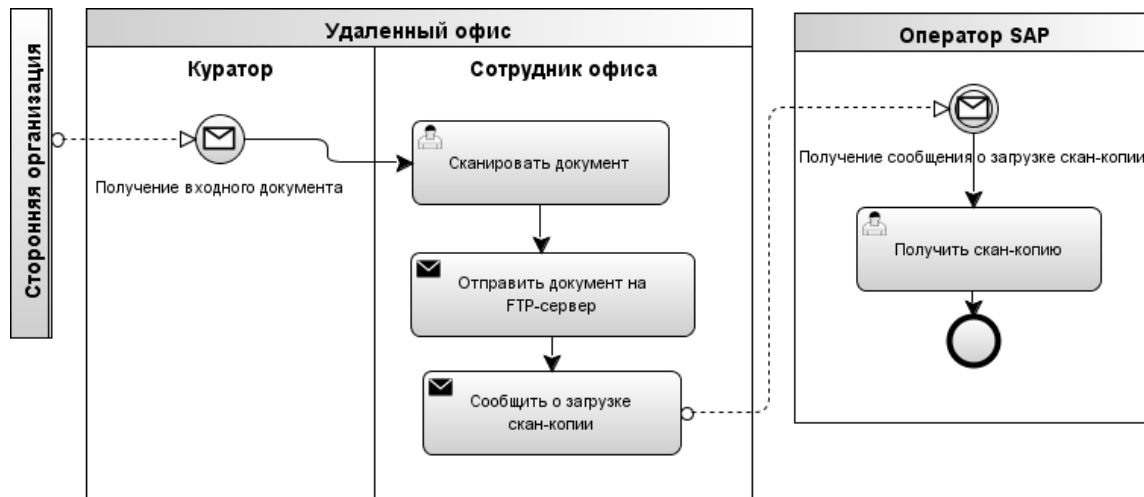 Сторонняя организация
Удаленный офис
Куратор
Сотрудник офиса
Получение входного документа
Сканировать документ
Отправить документ на
FTP-сервер
Сообщить о загрузке
скан-копии
Оператор SAP
Получение сообщения о загрузке скан-копии
Получить скан-копию